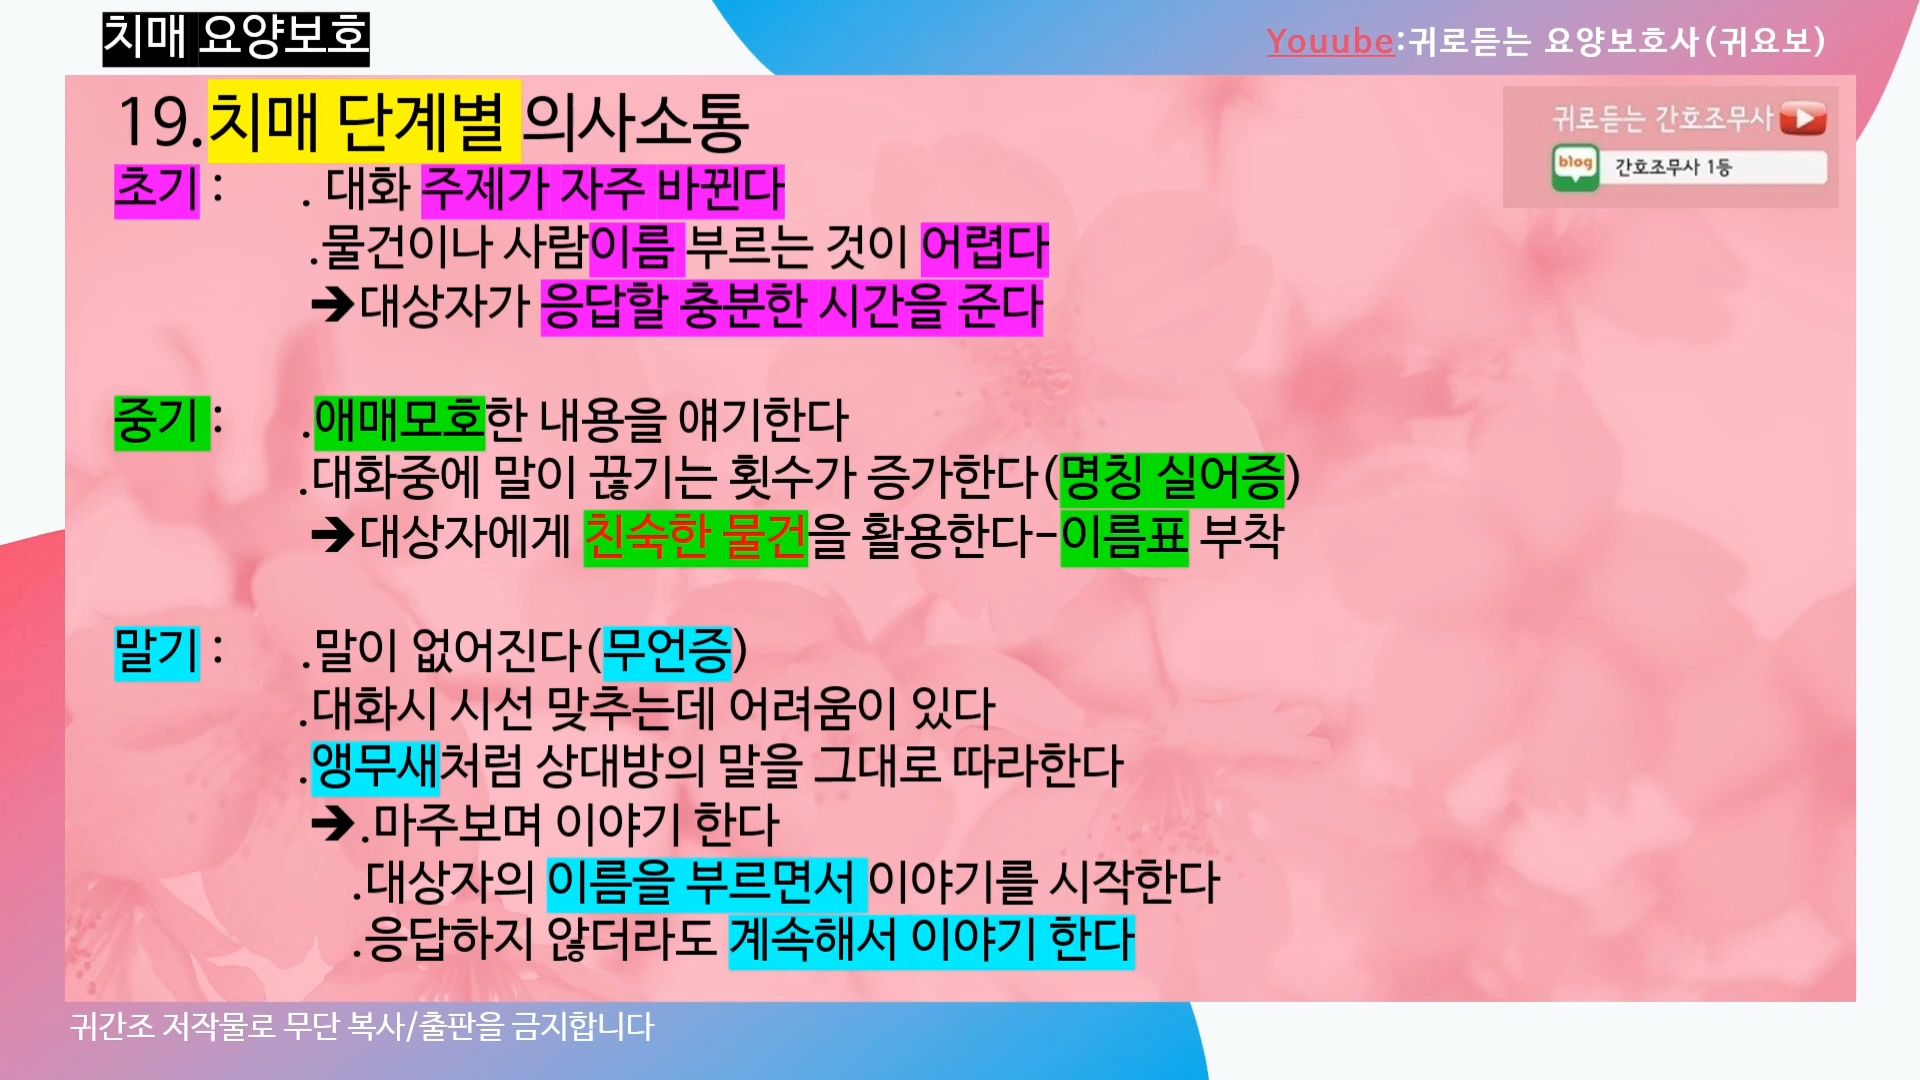 치매 요양보호
Youube:귀로듣는 요양보호사(귀요보)
19.치매 단계별 의사소통
귀로듣는 간호조무사
blog 간호조무사 1등
초기 : . 대화 주제가 자주 바뀐다
.물건이나 사람이름 부르는 것이 어렵다
➔대상자가 응답할 충분한 시간을 준다
중기 : .애매모호한 내용을 얘기한다
.대화중에 말이 끊기는 횟수가 증가한다(명칭 실어증)
➔대상자에게 친숙한 물건을 활용한다-이름표 부착
말기 : .말이 없어진다(무언증)
.대화시 시선 맞추는데 어려움이 있다
.앵무새처럼 상대방의 말을 그대로 따라한다
➔.마주보며 이야기 한다
.대상자의 이름을 부르면서 이야기를 시작한다
.응답하지 않더라도 계속해서 이야기 한다
귀간조 저작물로 무단 복사/출판을 금지합니다